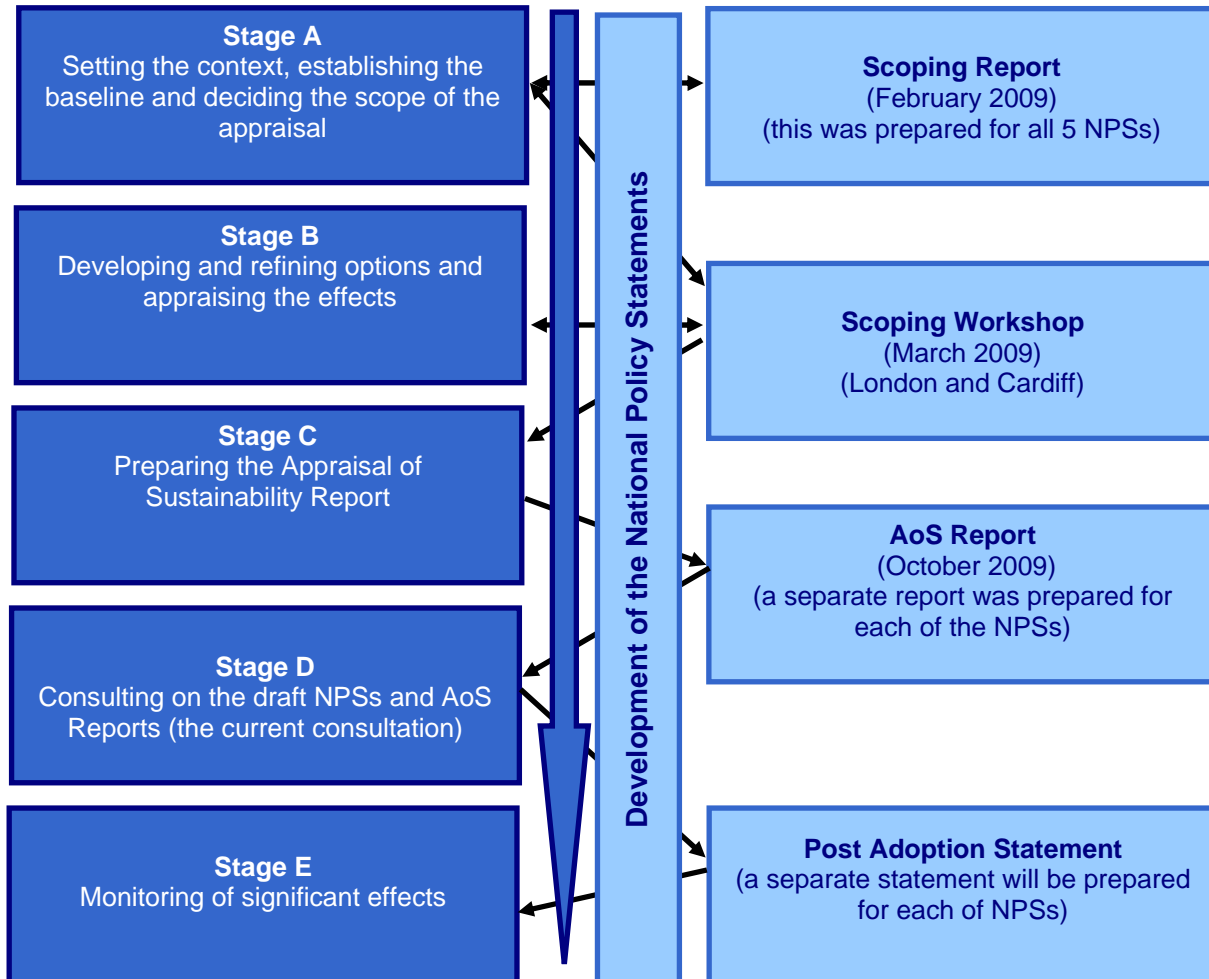 Stage A
Setting the context, establishing the
baseline and deciding the scope of the
appraisal
Stage B
Developing and refining options and
appraising the effects
Stage C
Preparing the Appraisal of
Sustainability Report
Stage D
Consulting on the draft NPSs and AoS
Reports (the current consultation)
Stage E
Monitoring of significant effects
Development of the National Policy Statements
Scoping Report
(February 2009)
(this was prepared for all 5 NPSs)
Scoping Workshop
(March 2009)
(London and Cardiff)
AoS Report
(October 2009)
(a separate report was prepared for
each of the NPSs)
Post Adoption Statement
(a separate statement will be prepared
for each of NPSs)